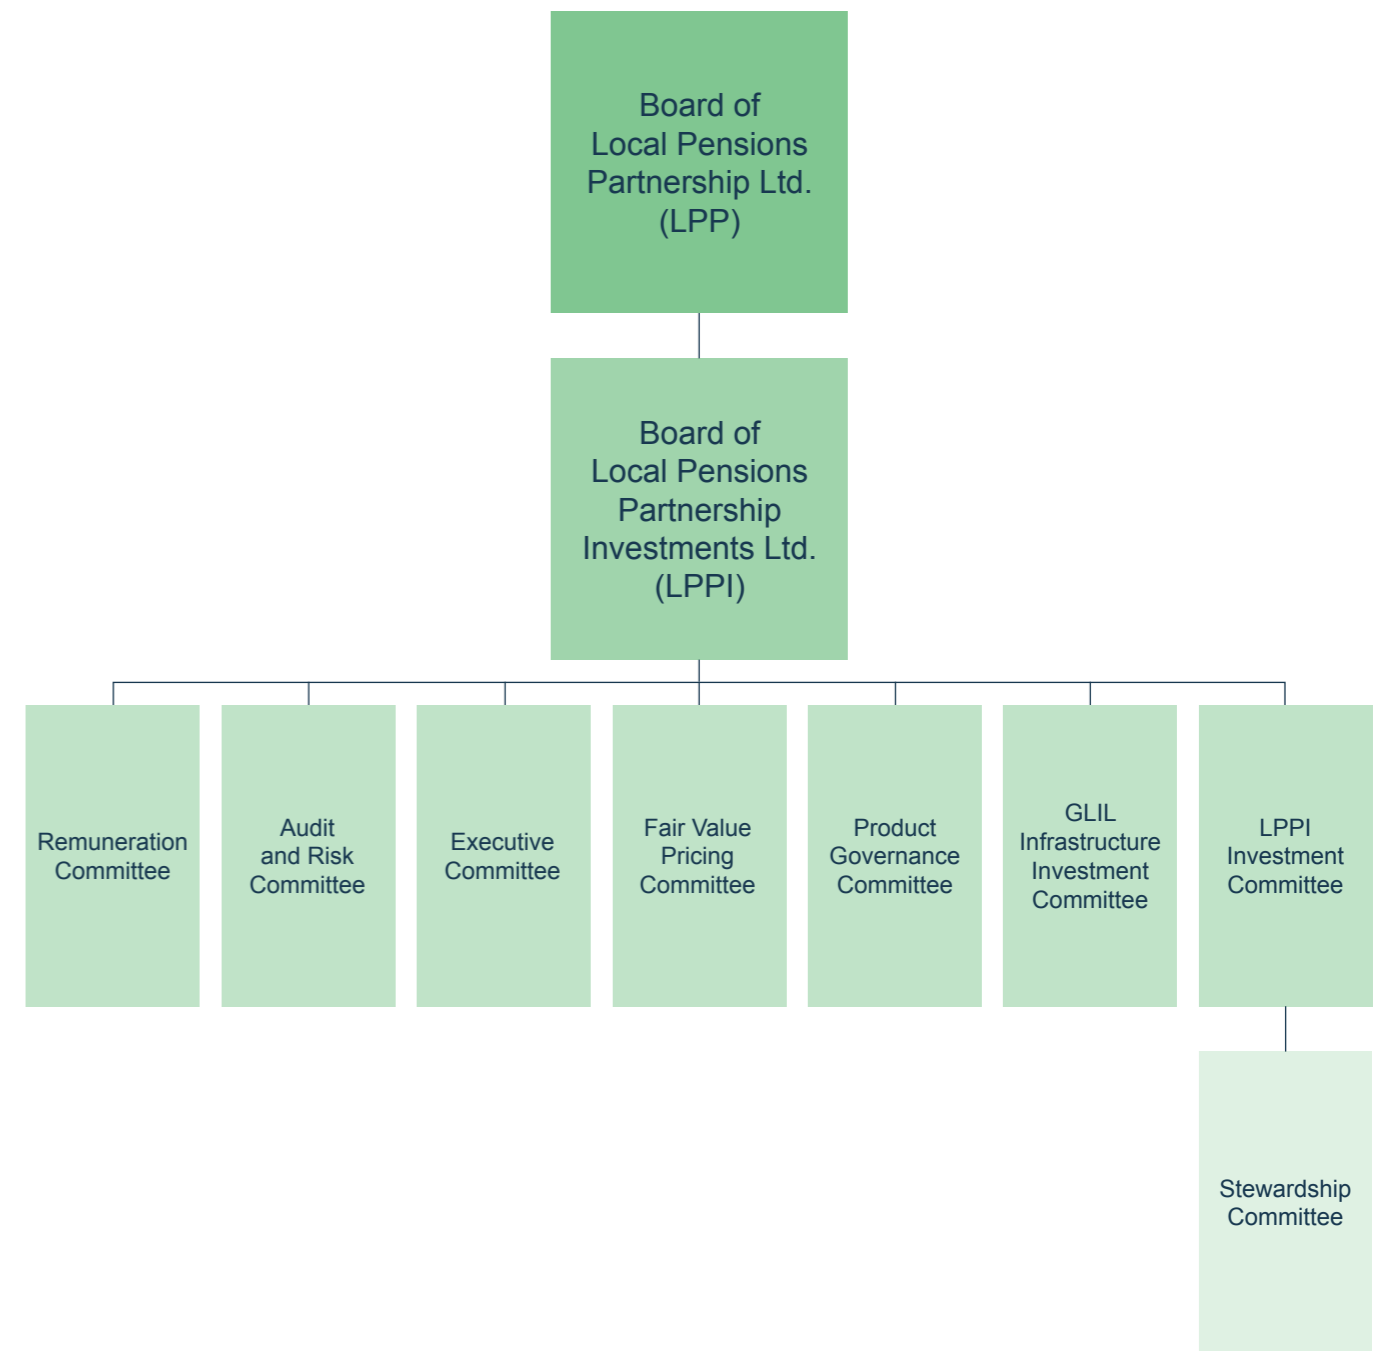 Board of
Local Pensions
Partnership Ltd.
(LPP)
Board of
Local Pensions
Partnership
Investments Ltd.
(LPPI)
Remuneration
Committee
Audit
and Risk
Committee
Executive
Committee
Fair Value
Pricing
Committee
Product
Governance
Committee
GLIL
Infrastructure
Investment
Committee
LPPI
Investment
Committee
Stewardship
Committee